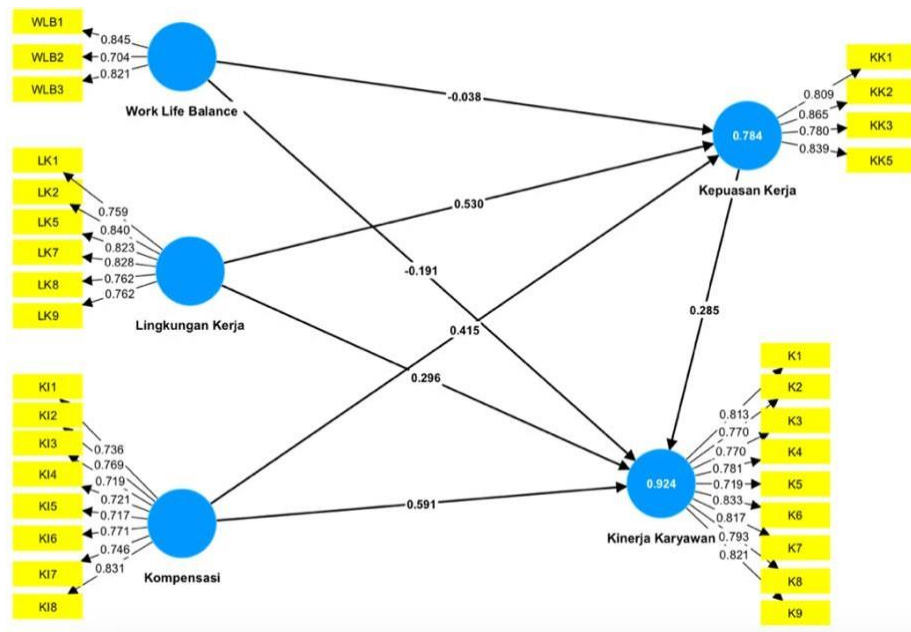 WLB1
WLB2
WLB3
0.845
0.704
0.821
Work Life Balance
-0.038
KK1
KK2
KK3
KK5
0.809
0.865
0.780
0.839
0.784
Kepuasan Kerja
LK1
LK2
LK5
LK7
LK8
LK9
0.759
0.840
0.823
0.828
0.762
0.762
Lingkungan Kerja
0.530
-0.191
0.285
0.415
0.296
KI1
KI2
KI3
KI4
KI5
KI6
KI7
KI8
0.736
0.769
0.719
0.721
0.717
0.771
0.746
0.831
Kompensasi
0.591
0.924
Kinerja Karyawan
0.813
0.770
0.770
0.781
0.719
0.833
0.817
0.793
0.821
K1
K2
K3
K4
K5
K6
K7
K8
K9